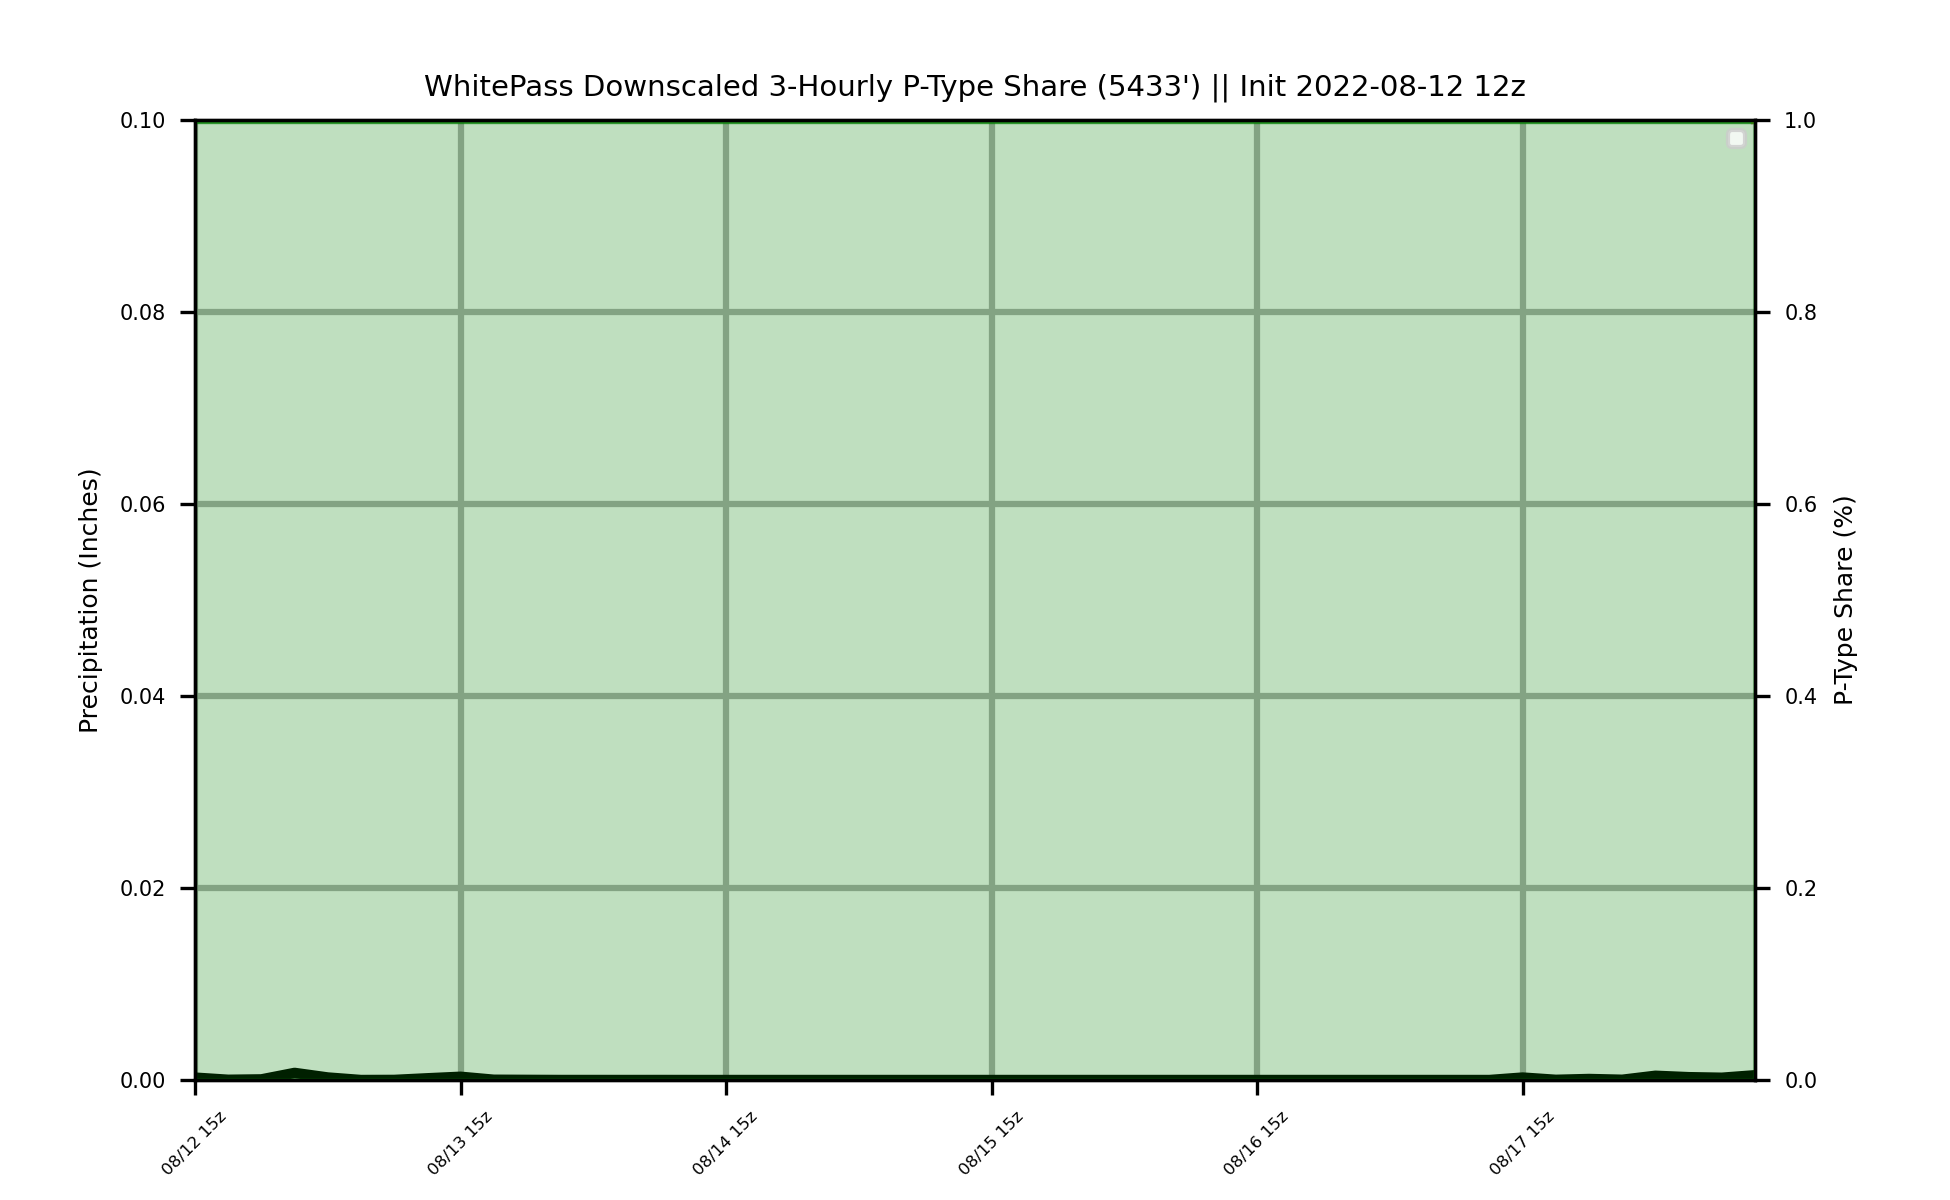 WhitePass Downscaled 3-Hourly P-Type Share (5433') || Init 2022-08-12 12z
0.10
0.08
0.06
0.04
0.02
0.00
Precipitation (Inches)
1.0
0.8
0.6
0.4
0.2
0.0
P-Type Share (%)
08/12 15z
08/13 15z
08/14 15z
08/15 15z
08/16 15z
08/17 15z